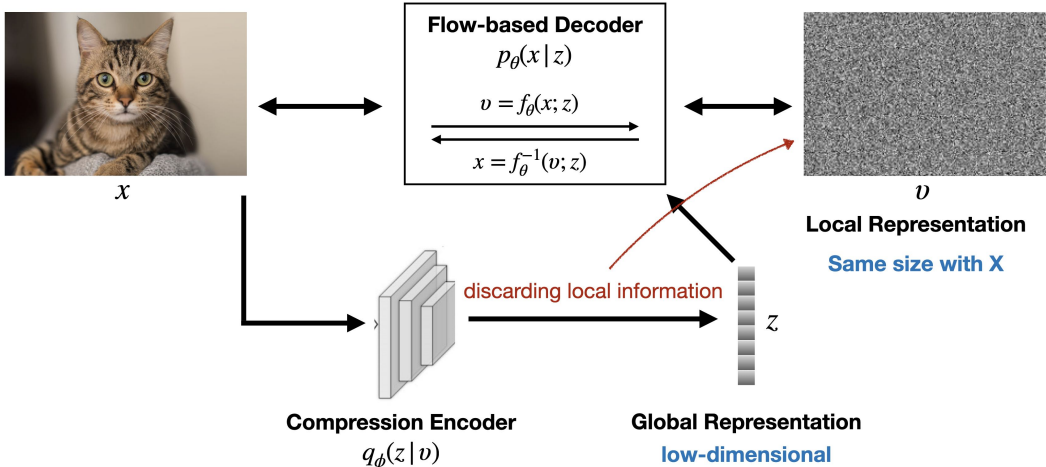 Flow-based Decoder
pθ(x|z)
υ = fθ(x; z)
x = fθ⁻¹(υ; z)
x
υ
Local Representation
Same size with X
discarding local information
z
Compression Encoder
qϕ(z|υ)
Global Representation
low-dimensional